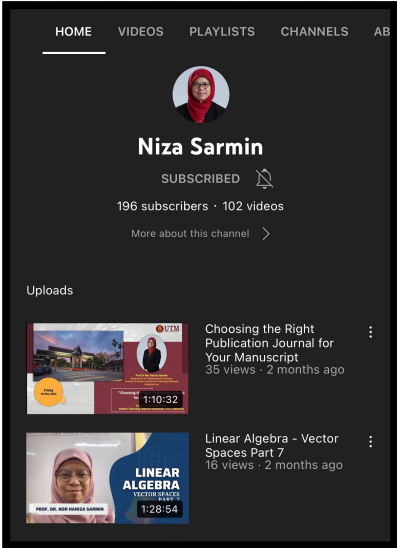 HOME VIDEOS PLAYLISTS CHANNELS AB
Niza Sarmin
SUBSCRIBED
196 subscribers · 102 videos
More about this channel
Uploads
UTM
1:10:32
Choosing the Right
Publication Journal for
Your Manuscript
35 views · 2 months ago
LINEAR
ALGEBRA
VECTOR SPACES
PART 7
PROF. DR. NOR HANIZA SARMIN
1:28:54
Linear Algebra - Vector
Spaces Part 7
16 views · 2 months ago